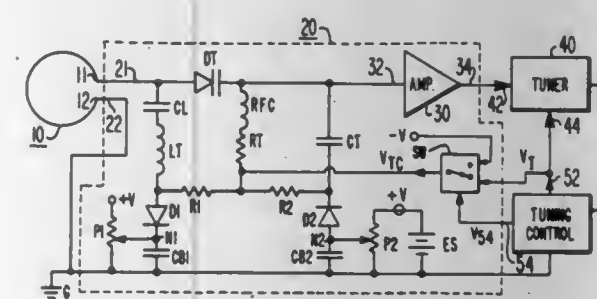 20
40
11
21
DT
32
34
12
AMP.
TUNER
CL
RFC
30
42
22
10
44
LT
RT
CT
-V
SW
VTC
VT
52
+V
R1
R2
+V
D1
D2
TUNING
CONTROL
P1
N1
N2
P2
ES
V54
54
CB1
CB2
G